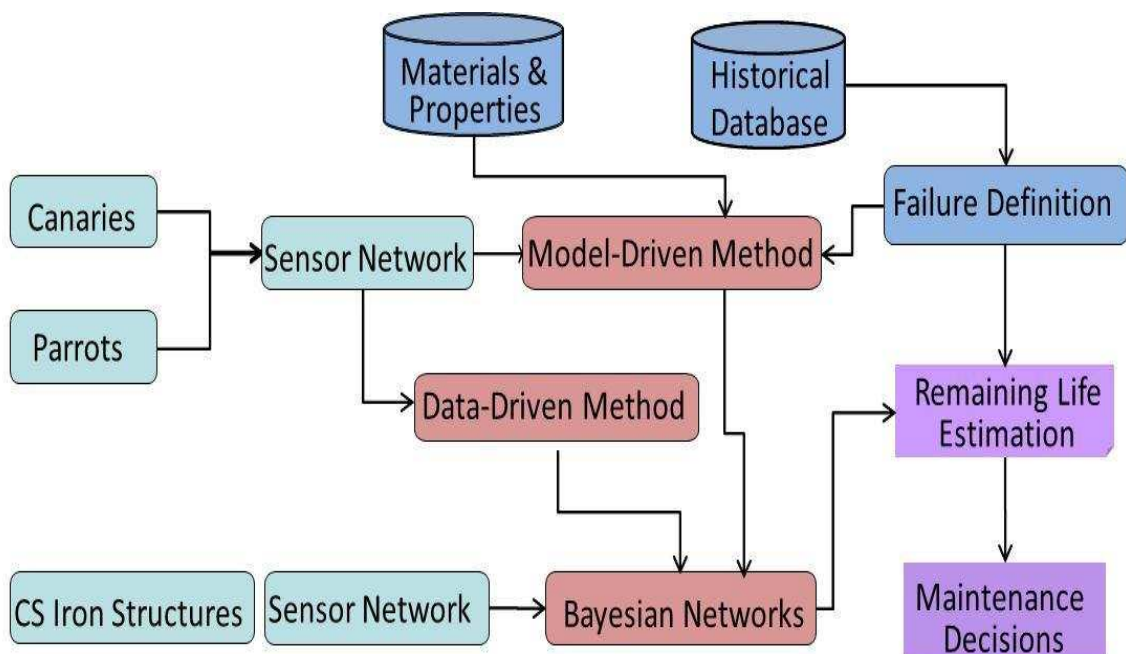 Materials &
Properties
Historical
Database
Canaries
Failure Definition
Sensor Network
Model-Driven Method
Parrots
Data-Driven Method
Remaining Life
Estimation
CS Iron Structures
Sensor Network
Bayesian Networks
Maintenance
Decisions